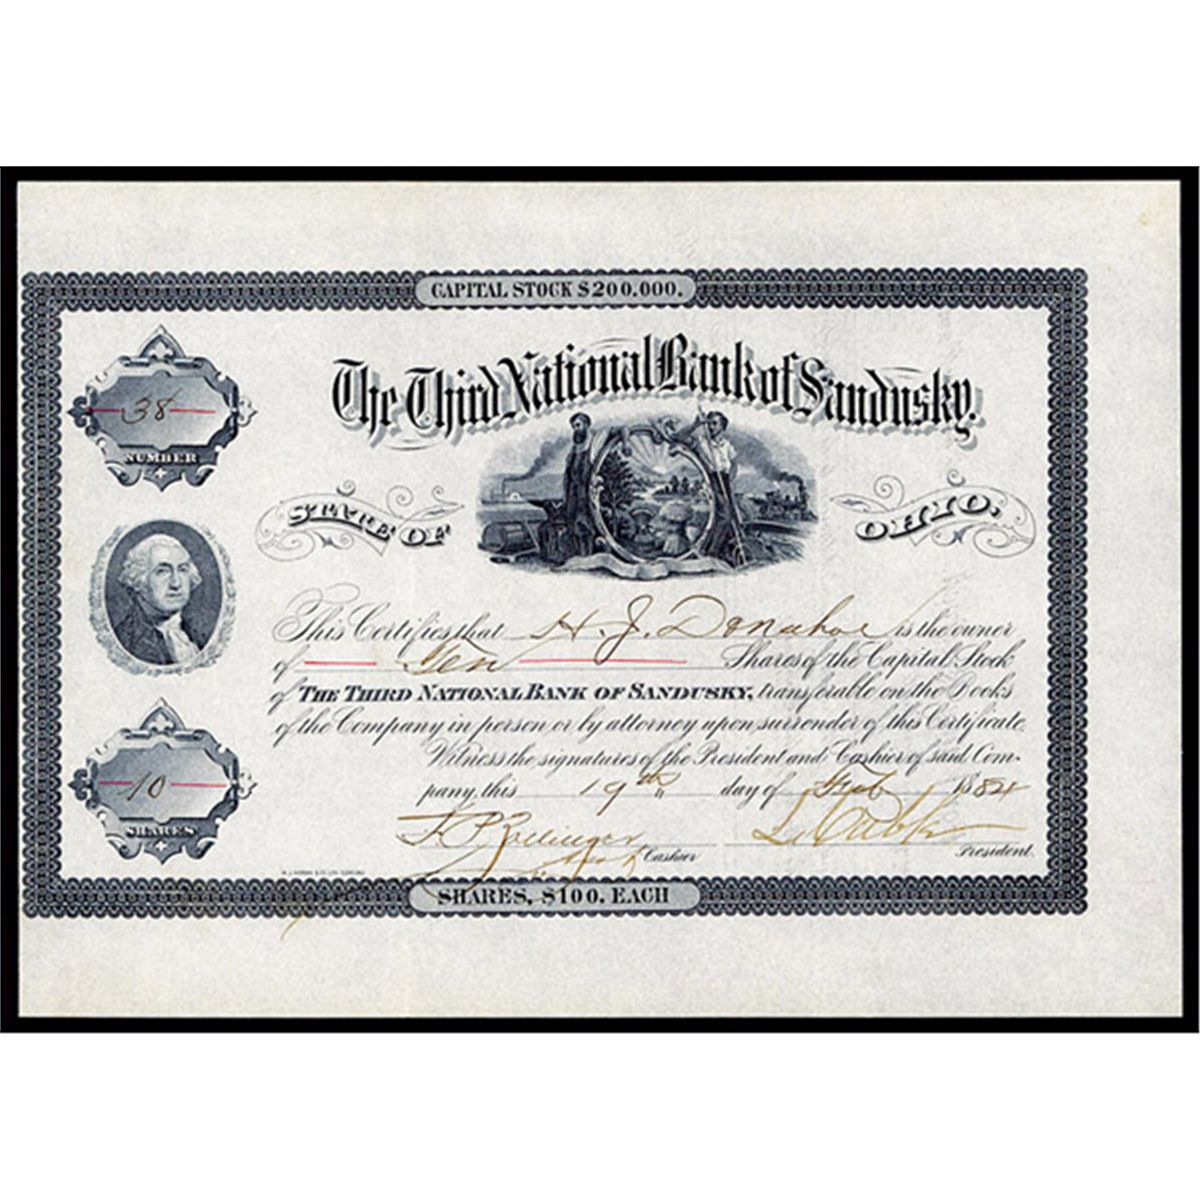 CAPITAL STOCK $200,000.
The Third National Bank of Sandusky.
38
NUMBER
STATE OF OHIO.
This Certifies that H. J. Donahoe is the owner
of Ten Shares of the Capital Stock
of THE THIRD NATIONAL BANK OF SANDUSKY, transferable on the Books
of the Company in person or by attorney upon surrender of this Certificate.
Witness the signatures of the President and Cashier of said Com-
pany, this 19th day of Feb 1884
10
SHARES
F. P. Zollinger
Cashier
President.
SHARES, $100. EACH